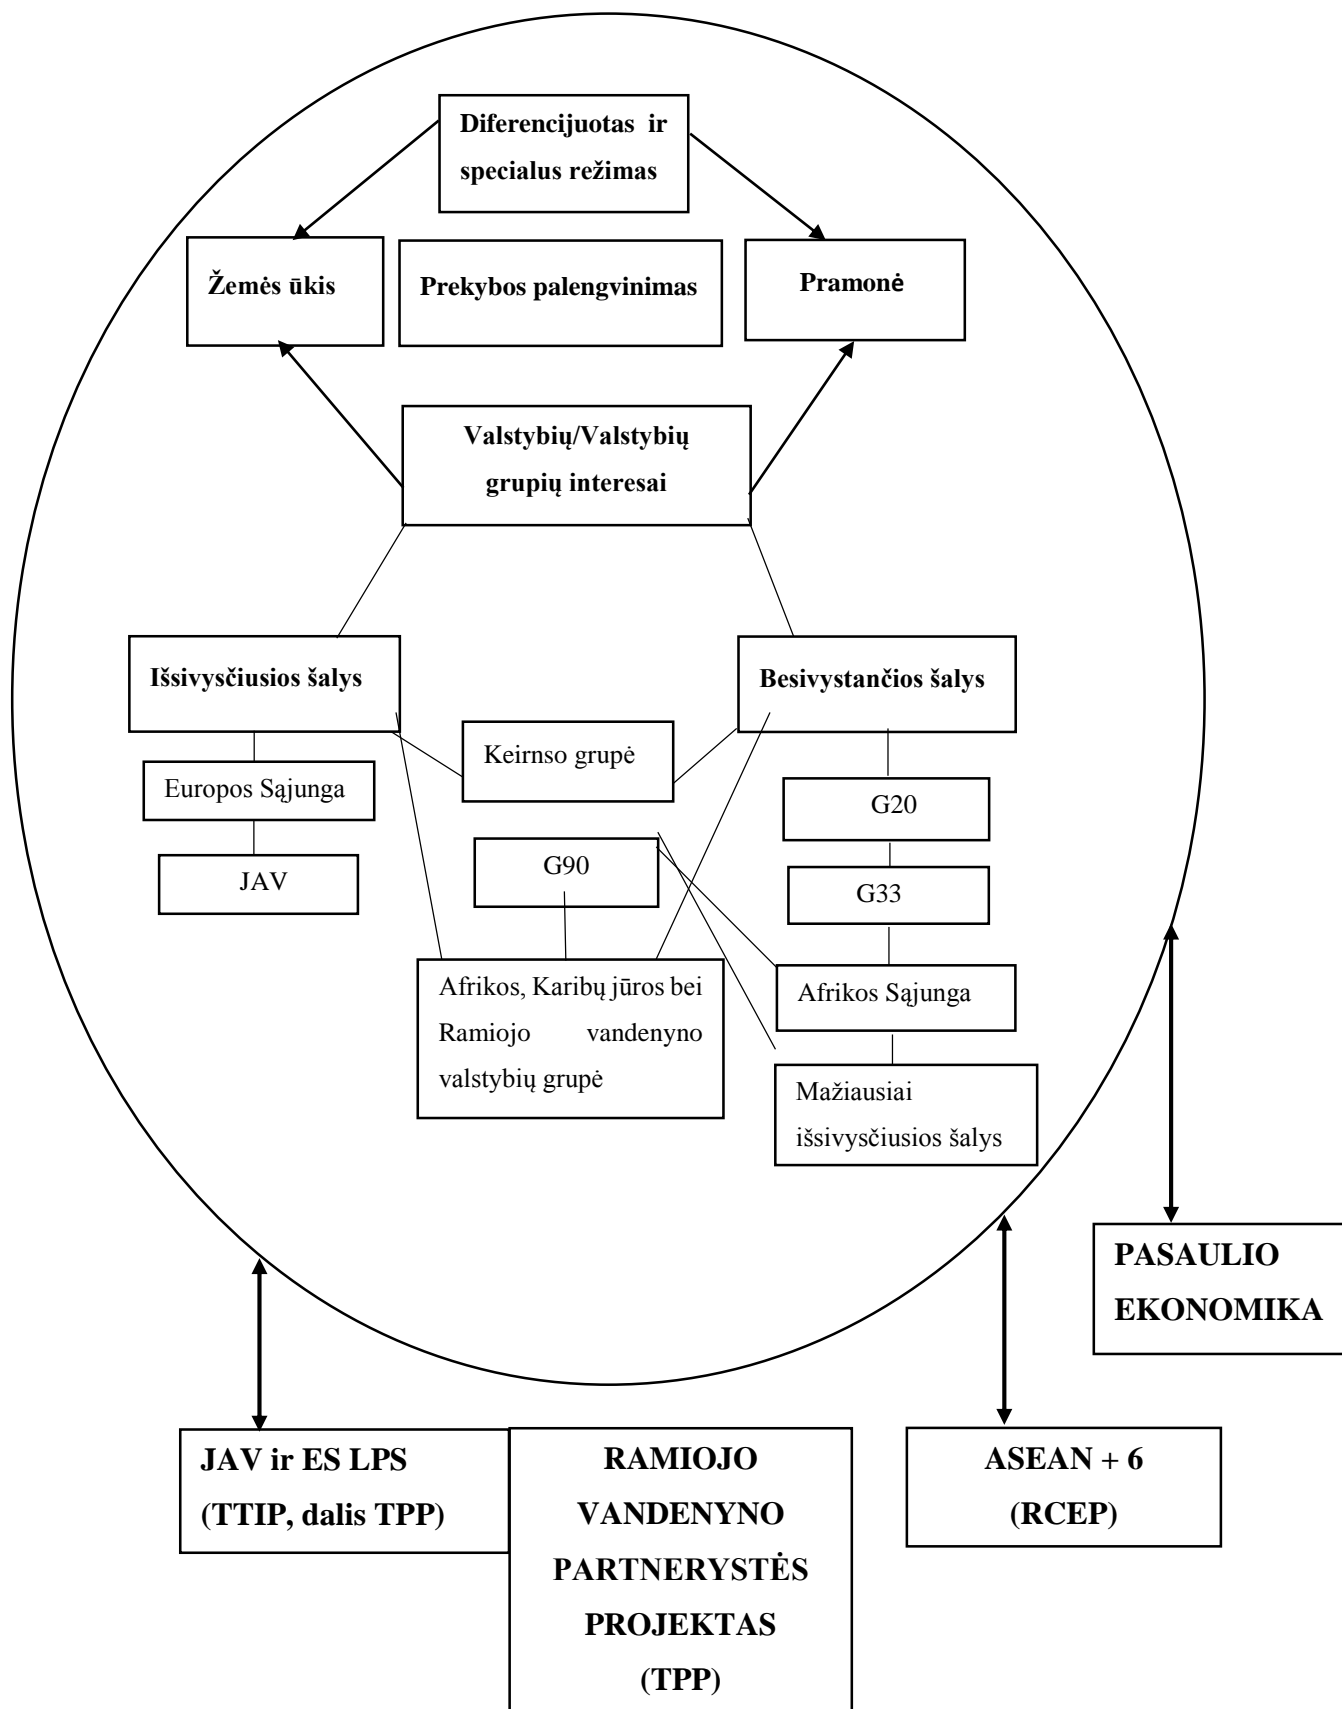 Diferencijuotas ir
specialus režimas
Žemės ūkis
Prekybos palengvinimas
Pramonė
Valstybių/Valstybių
grupių interesai
Išsivysčiusios šalys
Besivystančios šalys
Keirnso grupė
Europos Sąjunga
G20
JAV
G90
G33
Afrikos, Karibų jūros bei
Ramiojo vandenyno
valstybių grupė
Afrikos Sąjunga
Mažiausiai
išsivysčiusios šalys
PASAULIO
EKONOMIKA
JAV ir ES LPS
(TTIP, dalis TPP)
RAMIOJO
VANDENYNO
PARTNERYSTĖS
PROJEKTAS
(TPP)
ASEAN + 6
(RCEP)